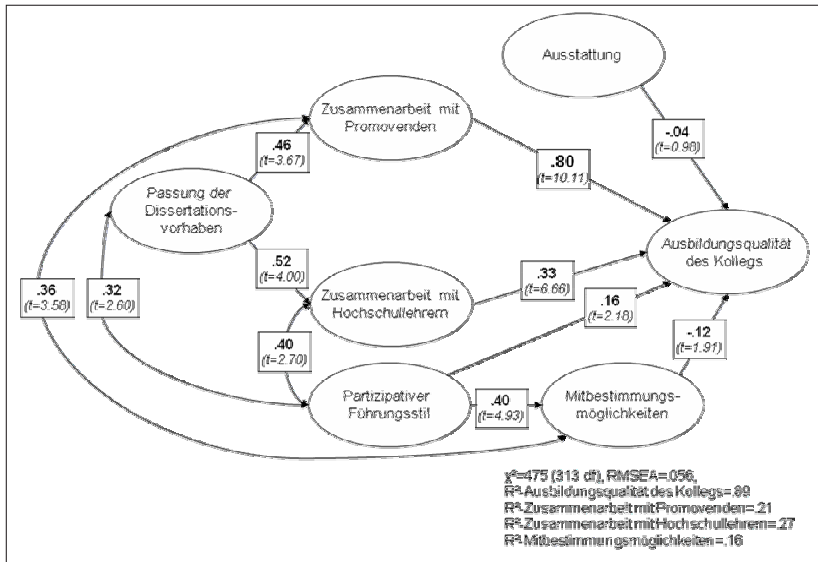 Ausstattung
Zusammenarbeit mit
Promovenden
-.04
(t=0.98)
.46
(t=3.67)
.80
(t=10.11)
Passung der
Dissertations-
vorhaben
Ausbildungsqualität
des Kollegs
.36
(t=3.58)
.32
(t=2.60)
.52
(t=4.00)
.33
(t=6.66)
Zusammenarbeit mit
Hochschullehrern
.16
(t=2.18)
-.12
(t=1.91)
.40
(t=2.70)
Partizipativer
Führungsstil
.40
(t=4.93)
Mitbestimmungs-
möglichkeiten
χ²=475 (313 df), RMSEA=.056,
R²-Ausbildungsqualität des Kollegs=.89
R²-Zusammenarbeit mit Promovenden=.21
R²-Zusammenarbeit mit Hochschullehrern=.27
R²-Mitbestimmungsmöglichkeiten=.16